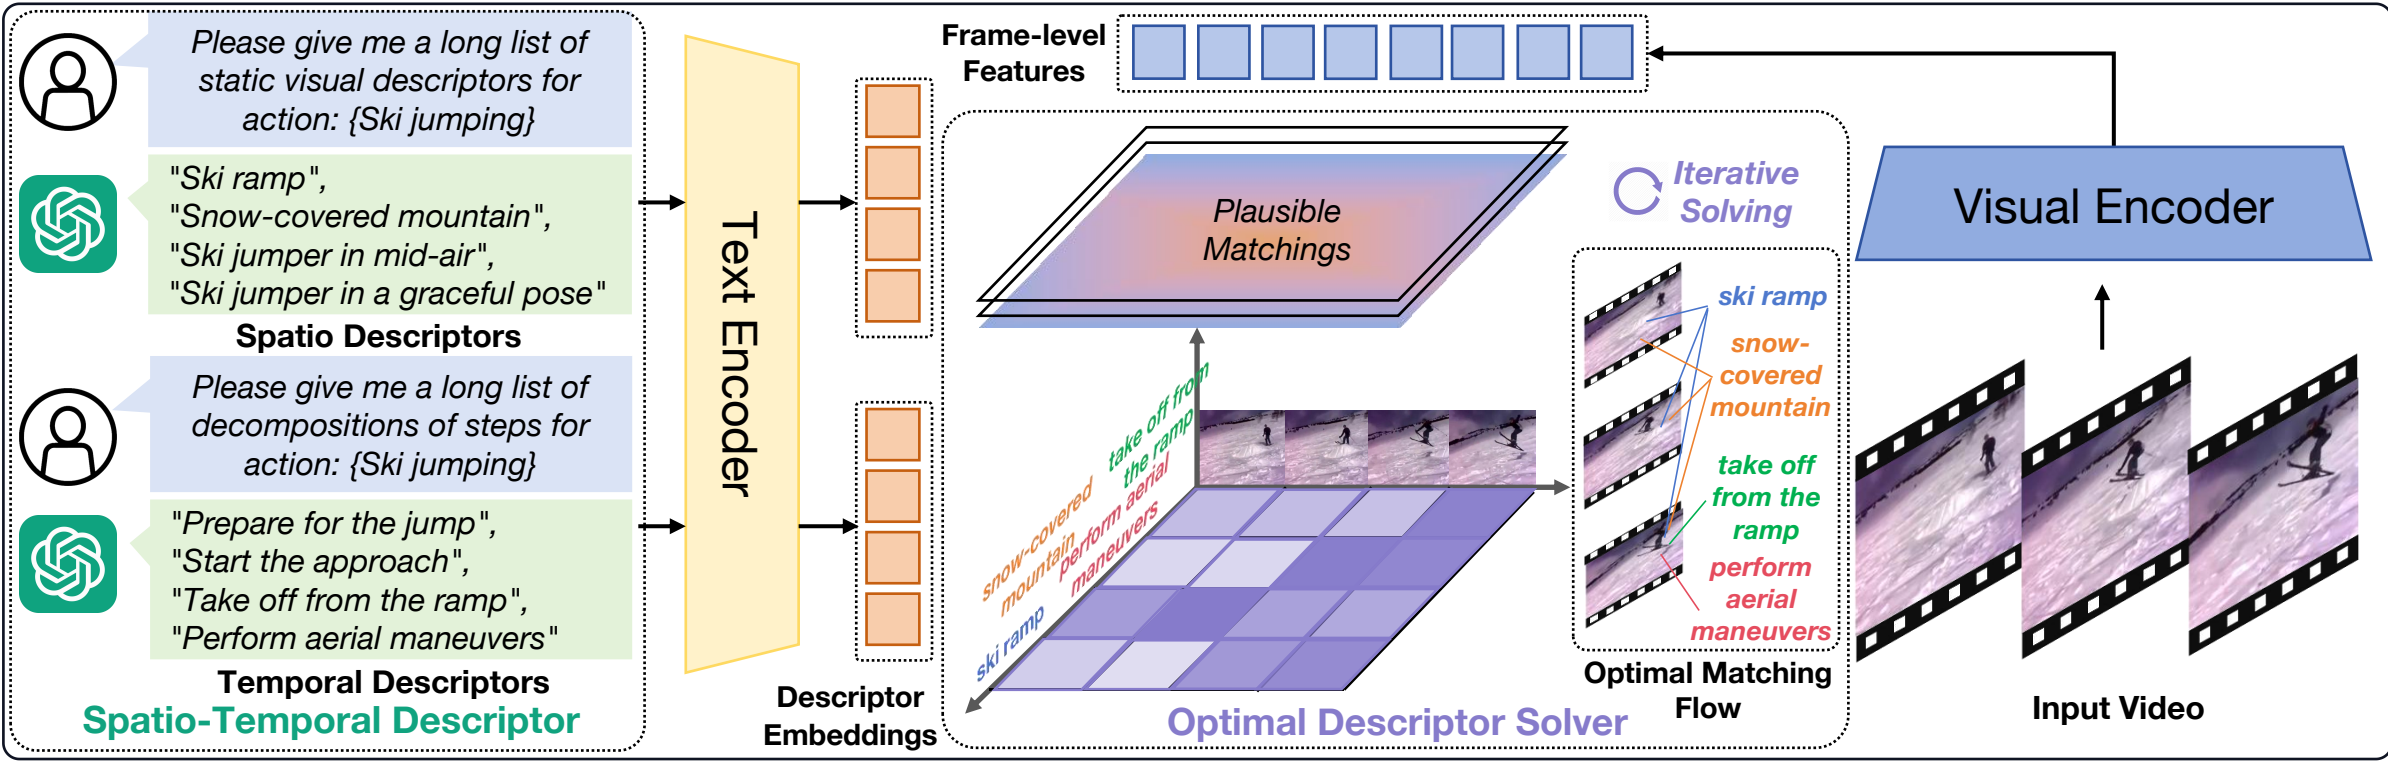 Please give me a long list of
static visual descriptors for
action: {Ski jumping}
"Ski ramp",
"Snow-covered mountain",
"Ski jumper in mid-air",
"Ski jumper in a graceful pose"
Spatio Descriptors
Please give me a long list of
decompositions of steps for
action: {Ski jumping}
"Prepare for the jump",
"Start the approach",
"Take off from the ramp",
"Perform aerial maneuvers"
Temporal Descriptors
Spatio-Temporal Descriptor
Text Encoder
Descriptor
Embeddings
Frame-level
Features
Plausible
Matchings
Iterative
Solving
take off from
the ramp
perform aerial
maneuvers
snow-covered
mountain
ski ramp
Optimal Descriptor Solver
ski ramp
snow-
covered
mountain
take off
from the
ramp
perform
aerial
maneuvers
Optimal Matching
Flow
Visual Encoder
Input Video